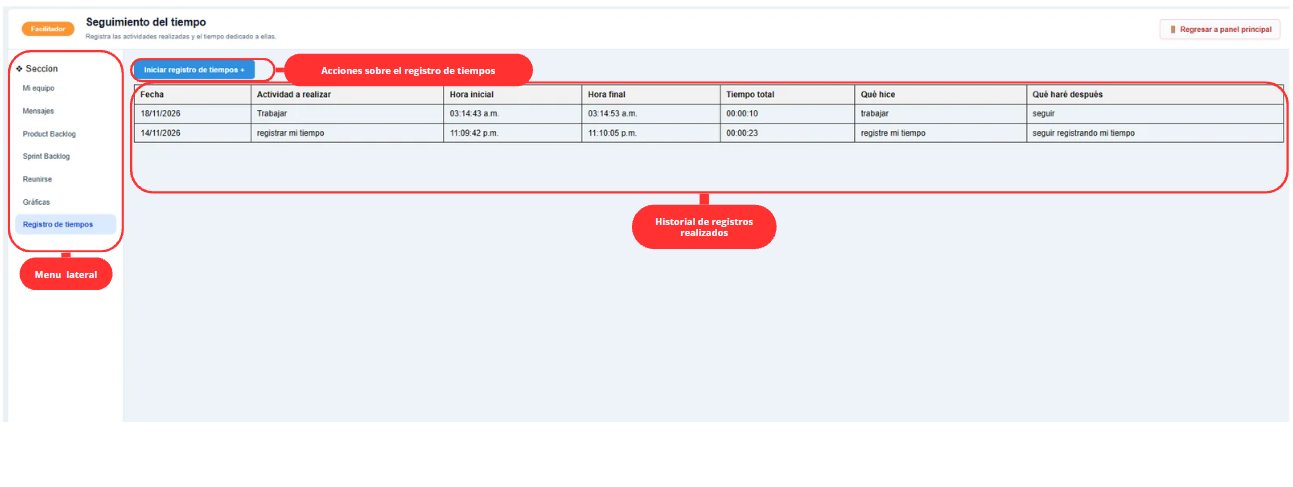 Facilitador
Seguimiento del tiempo
Registra las actividades realizadas y el tiempo dedicado a ellas.
Regresar a panel principal
❖ Seccion
Mi equipo
Mensajes
Product Backlog
Sprint Backlog
Reunirse
Gráficas
Registro de tiempos
Menu lateral
Iniciar registro de tiempos +
Acciones sobre el registro de tiempos
Fecha Actividad a realizar Hora inicial Hora final Tiempo total Qué hice Qué haré después
18/11/2026 Trabajar 03:14:43 a.m. 03:14:53 a.m. 00:00:10 trabajar seguir
14/11/2026 registrar mi tiempo 11:09:42 p.m. 11:10:05 p.m. 00:00:23 registre mi tiempo seguir registrando mi tiempo
Historial de registros
realizados